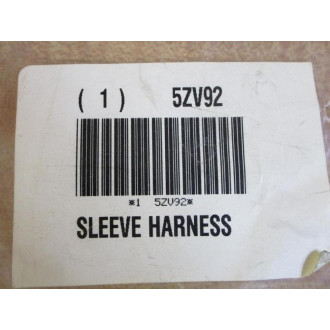 ( 1 ) 5ZV92
*1 5ZV92*
SLEEVE HARNESS